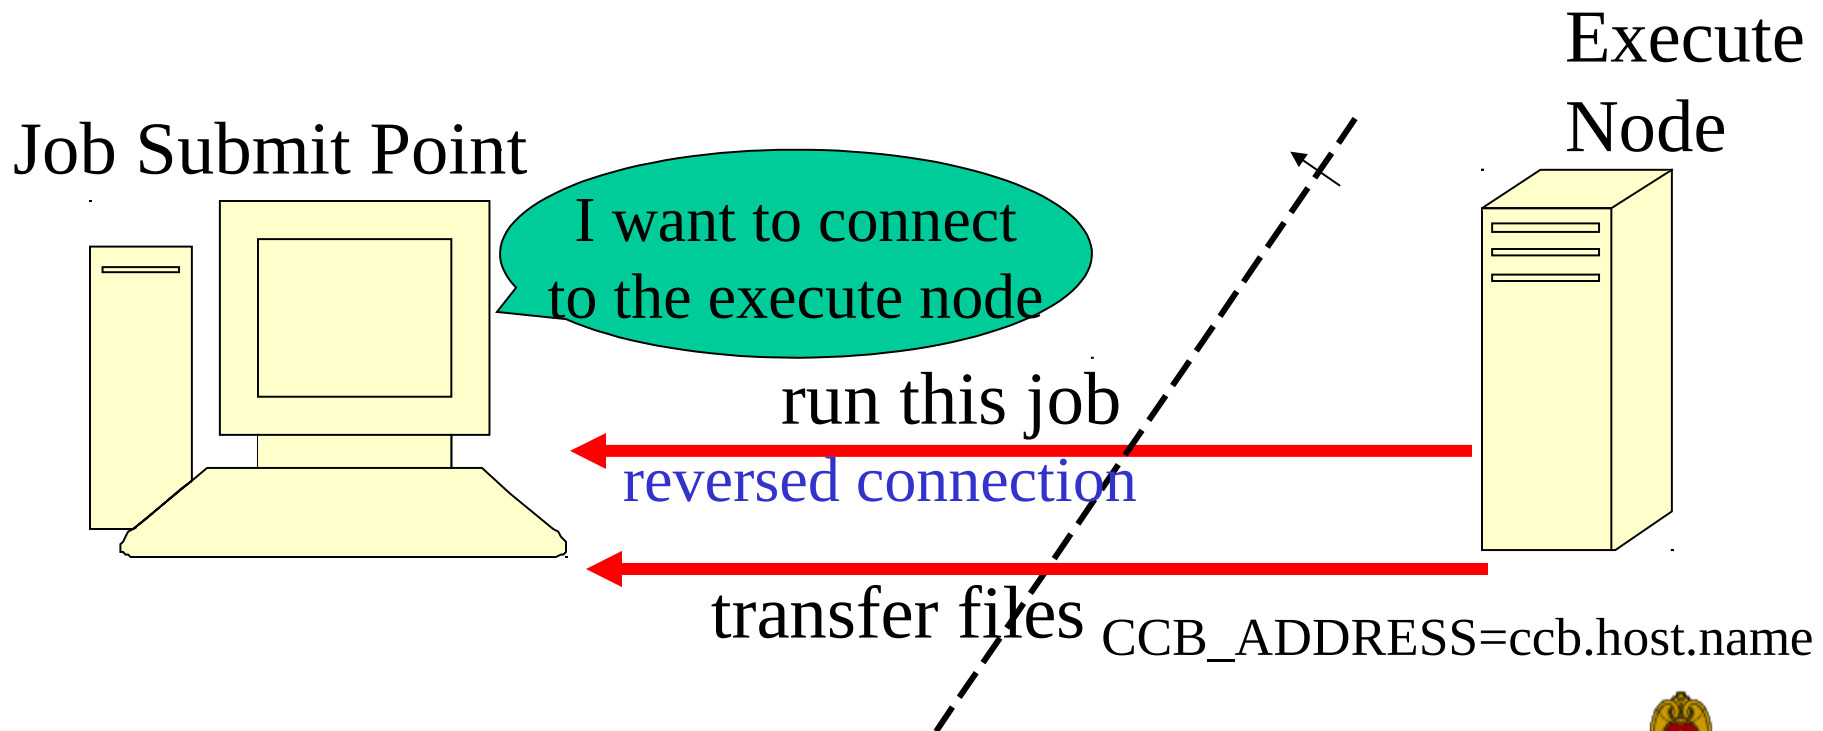 Execute
Node
Job Submit Point
I want to connect
to the execute node
run this job
reversed connection
transfer files
CCB_ADDRESS=ccb.host.name